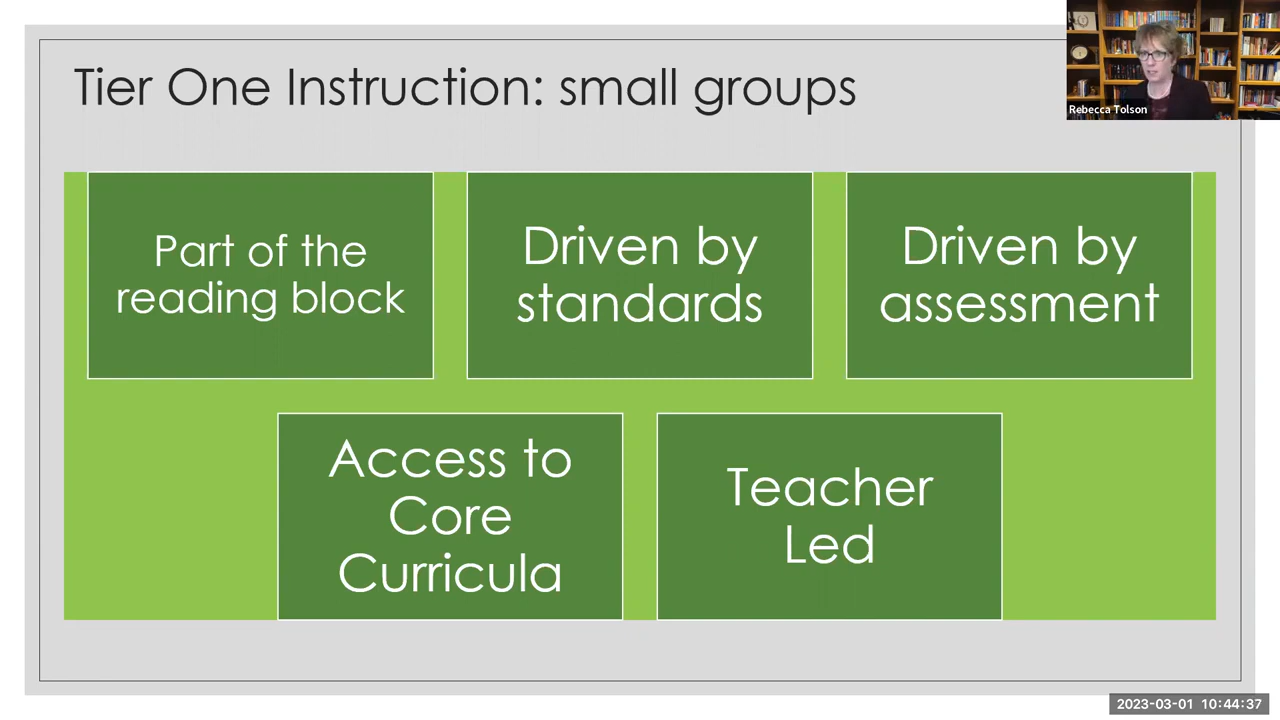 Tier One Instruction: small groups
Rebecca Tolson
Part of the
reading block
Driven by
standards
Driven by
assessment
Access to
Core
Curricula
Teacher
Led
2023-03-01 10:44:37